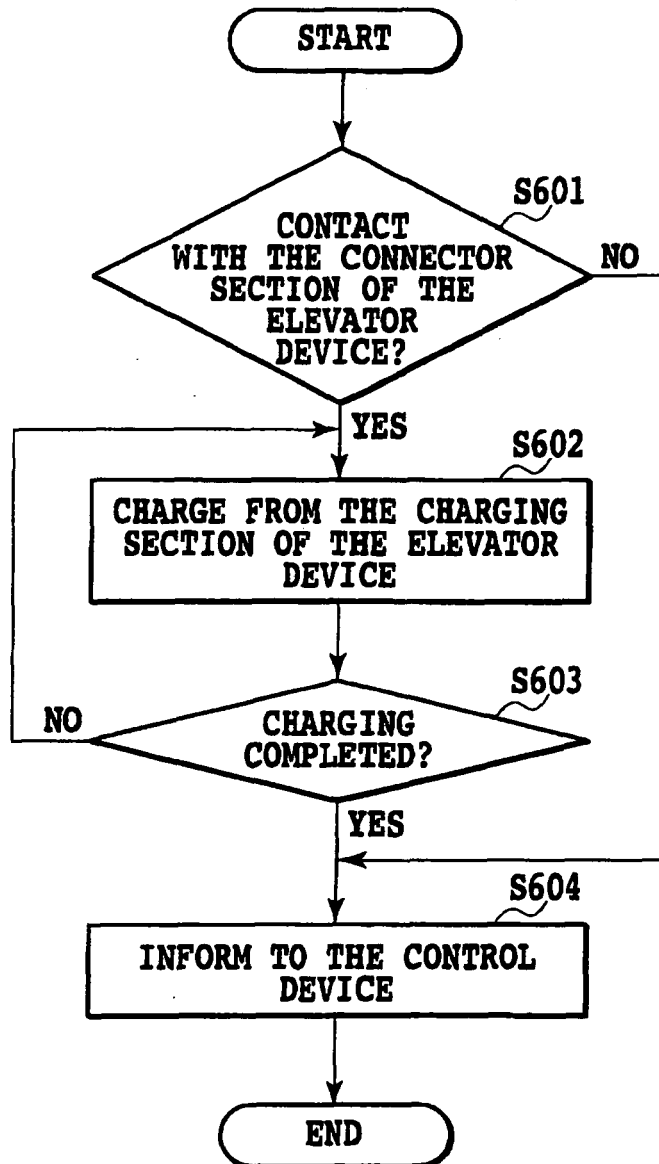 START
S601
CONTACT
WITH THE CONNECTOR
SECTION OF THE
ELEVATOR
DEVICE?
NO
YES
S602
CHARGE FROM THE CHARGING
SECTION OF THE ELEVATOR
DEVICE
S603
NO
CHARGING
COMPLETED?
YES
S604
INFORM TO THE CONTROL
DEVICE
END